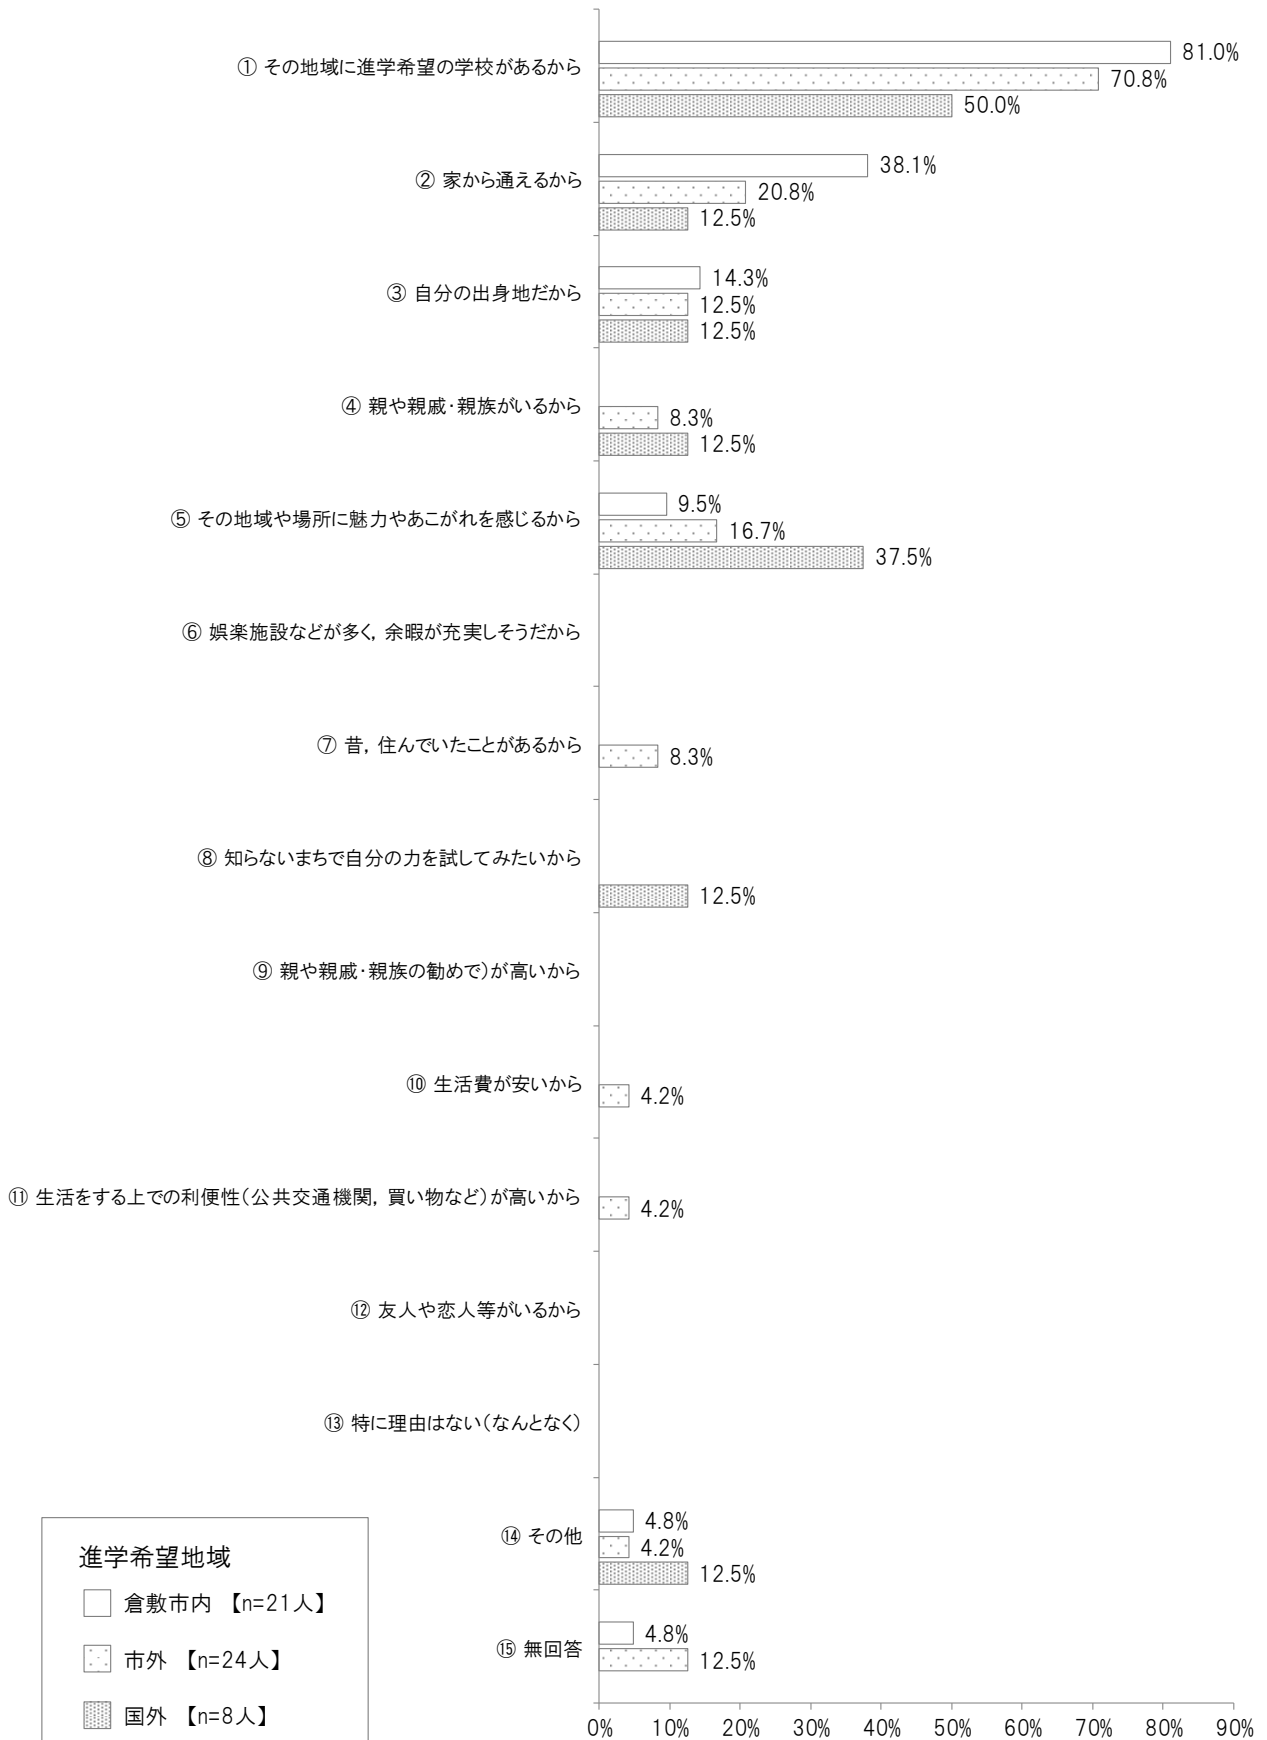 ① その地域に進学希望の学校があるから
81.0%
70.8%
50.0%
② 家から通えるから
38.1%
20.8%
12.5%
③ 自分の出身地だから
14.3%
12.5%
12.5%
④ 親や親戚・親族がいるから
8.3%
12.5%
⑤ その地域や場所に魅力やあこがれを感じるから
9.5%
16.7%
37.5%
⑥ 娯楽施設などが多く，余暇が充実しそうだから
⑦ 昔，住んでいたことがあるから
8.3%
⑧ 知らないまちで自分の力を試してみたいから
12.5%
⑨ 親や親戚・親族の勧めで）が高いから
⑩ 生活費が安いから
4.2%
⑪ 生活をする上での利便性（公共交通機関，買い物など）が高いから
4.2%
⑫ 友人や恋人等がいるから
⑬ 特に理由はない（なんとなく）
⑭ その他
4.8%
4.2%
12.5%
⑮ 無回答
4.8%
12.5%
進学希望地域
倉敷市内 【n=21人】
市外 【n=24人】
国外 【n=8人】
0% 10% 20% 30% 40% 50% 60% 70% 80% 90%